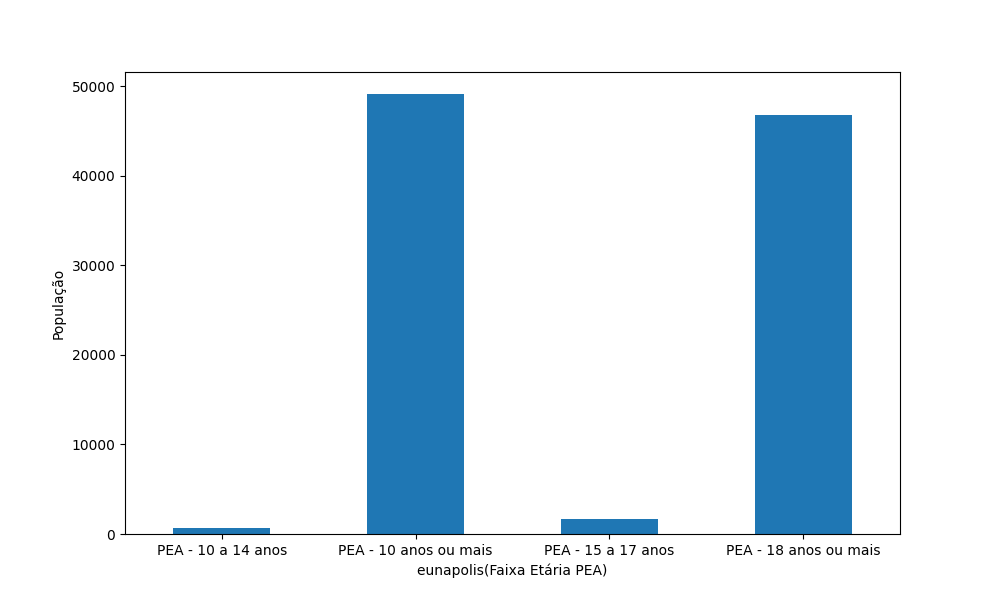 50000
40000
30000
20000
10000
0
População
PEA - 10 a 14 anos
PEA - 10 anos ou mais
PEA - 15 a 17 anos
PEA - 18 anos ou mais
eunapolis(Faixa Etária PEA)